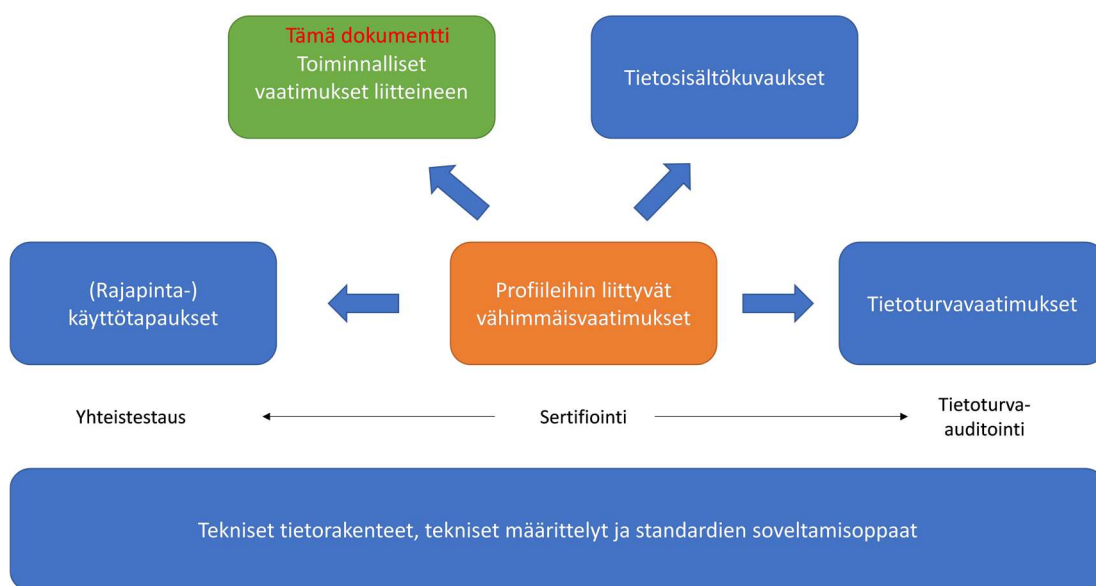 Tämä dokumentti
Toiminnalliset
vaatimukset liitteineen
Tietosisältökuvaukset
(Rajapinta-)
käyttötapaukset
Profiileihin liittyvät
vähimmäisvaatimukset
Tietoturvavaatimukset
Yhteistestaus
Sertifiointi
Tietoturva-
auditointi
Tekniset tietorakenteet, tekniset määrittelyt ja standardien soveltamisoppaat